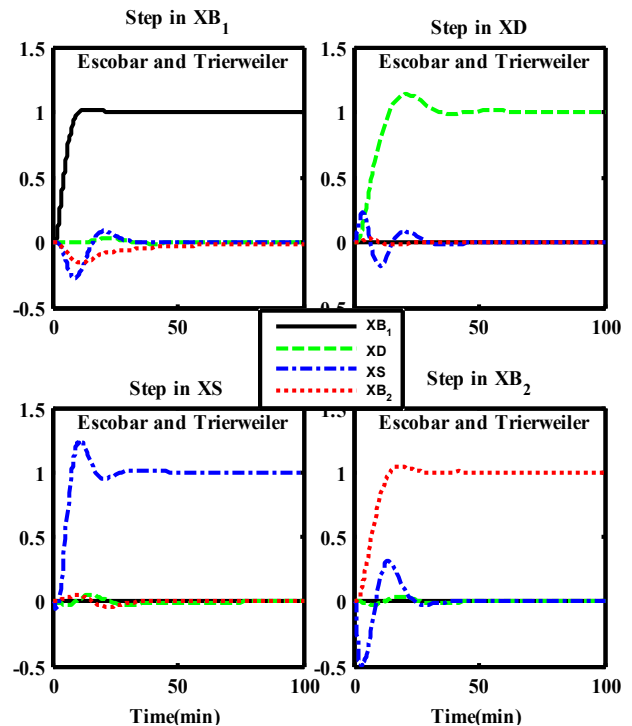 Step in XB1
Step in XD
Escobar and Trierweiler
Escobar and Trierweiler
1.5
1
0.5
0
-0.5
0
50
100
1.5
1
0.5
0
-0.5
0
100
XB1
XD
XS
XB2
Step in XS
Step in XB2
Escobar and Trierweiler
Escobar and Trierweiler
1.5
1
0.5
0
-0.5
0
50
100
Time(min)
1.5
1
0.5
0
-0.5
0
50
100
Time(min)